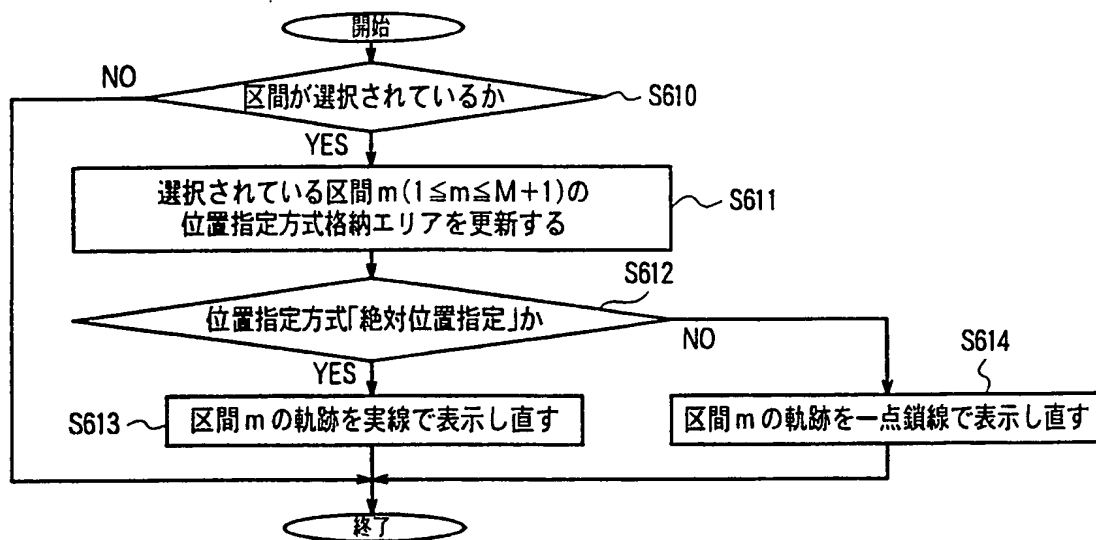 開始
NO
区間が選択されているか
S610
YES
選択されている区間m(1≦m≦M+1)の
位置指定方式格納エリアを更新する
S611
S612
位置指定方式「絶対位置指定」か
NO
YES
S614
S613
区間mの軌跡を実線で表示し直す
区間mの軌跡を一点鎖線で表示し直す
終了